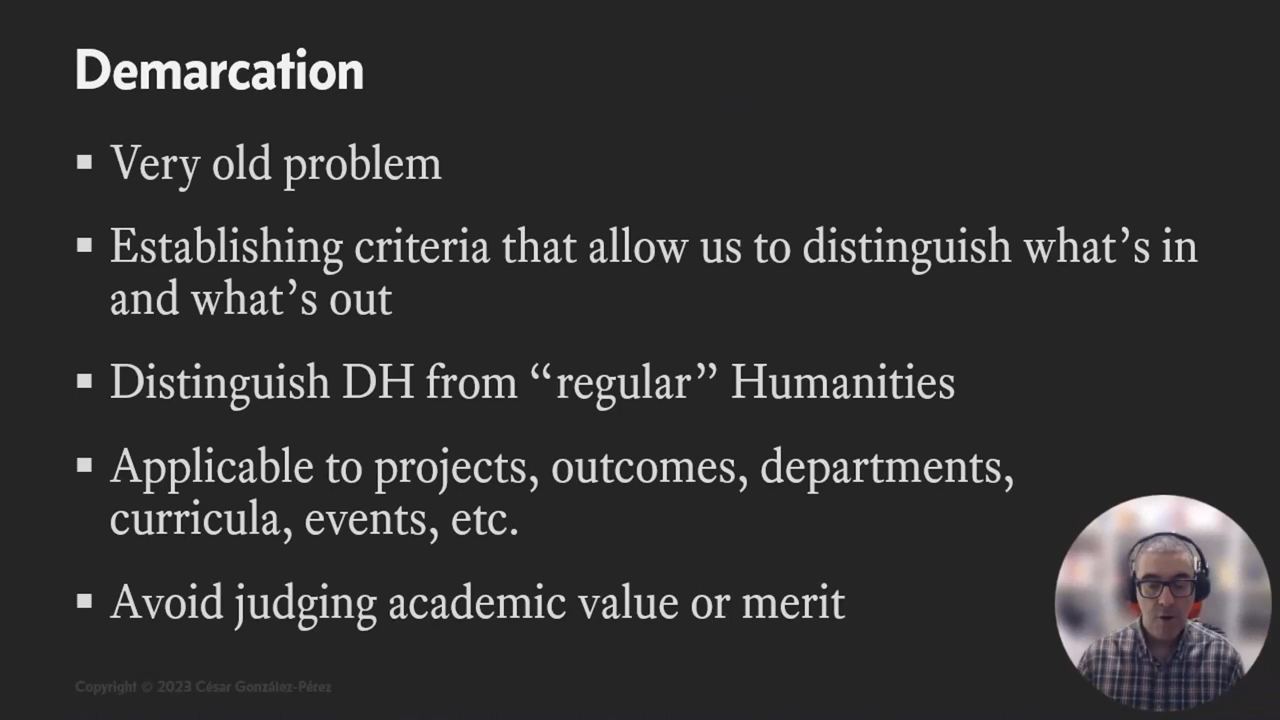 Demarcation
▪ Very old problem
▪ Establishing criteria that allow us to distinguish what’s in
and what’s out
▪ Distinguish DH from “regular” Humanities
▪ Applicable to projects, outcomes, departments,
curricula, events, etc.
▪ Avoid judging academic value or merit
Copyright © 2023 César González-Pérez